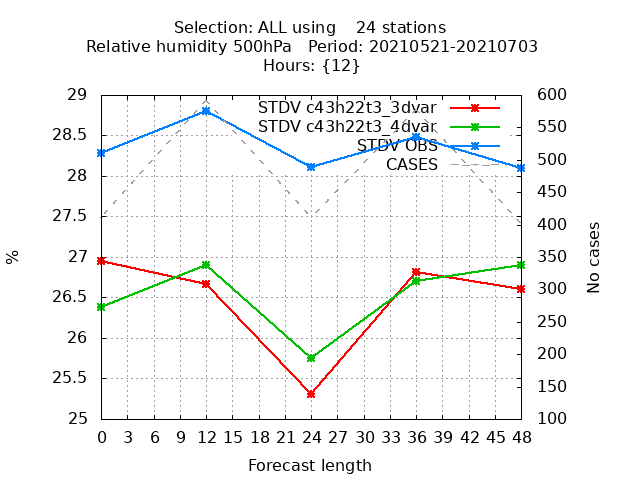 Selection: ALL using    24 stations
Relative humidity 500hPa   Period: 20210521-20210703
Hours: {12}
STDV c43h22t3_3dvar
STDV c43h22t3_4dvar
STDV OBS
CASES
29
28.5
28
27.5
27
26.5
26
25.5
25
%
600
550
500
450
400
350
300
250
200
150
100
No cases
0 3 6 9 12 15 18 21 24 27 30 33 36 39 42 45 48
Forecast length